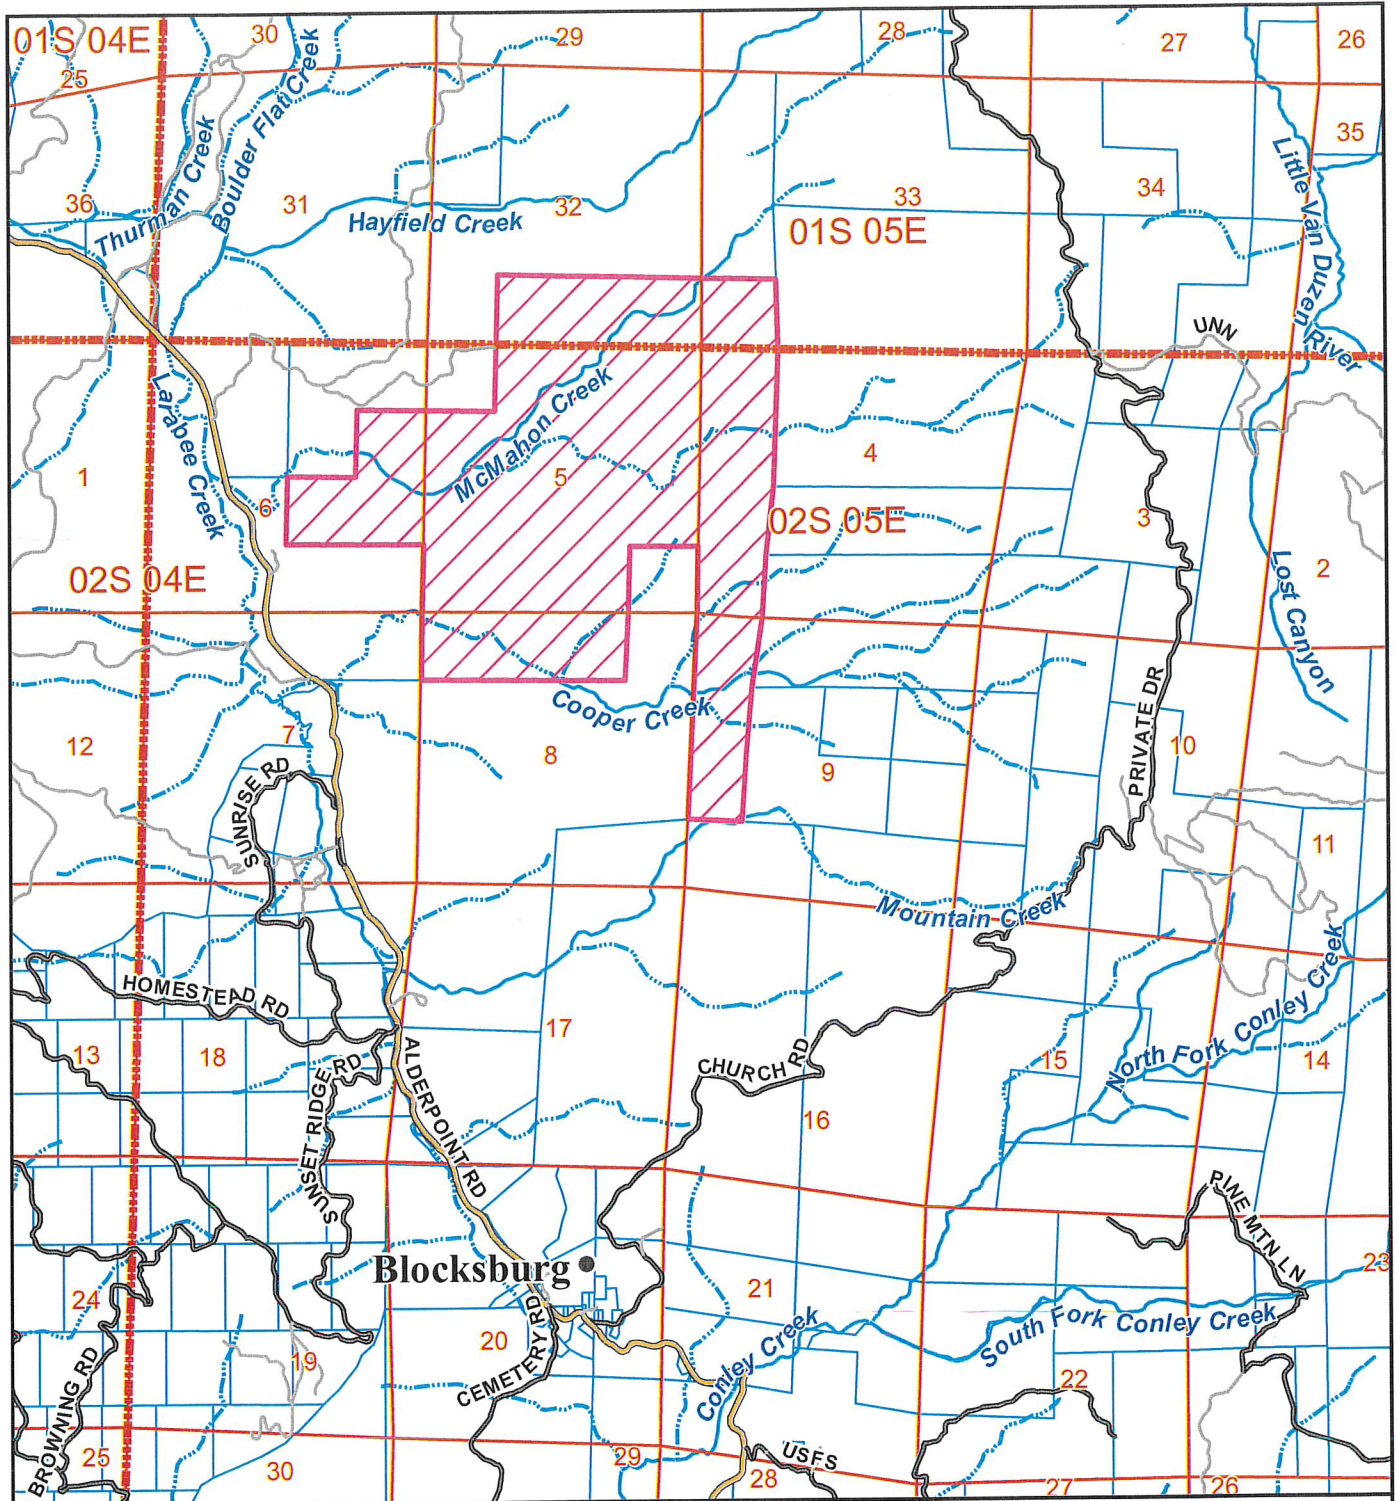 01S 04E
30
29
28
27
26
25
35
Boulder Flat Creek
Thurman Creek
36
31
Hayfield Creek
32
33
34
01S 05E
Little Van Duzen River
UNN
Larabee Creek
McMahon Creek
1
6
5
4
3
2
02S 05E
02S 04E
Lost Canyon
Cooper Creek
PRIVATE DR
12
7
8
9
10
11
SUNRISE RD
Mountain Creek
HOMESTEAD RD
North Fork Conley Creek
13
18
17
15
14
SUNSET RIDGE RD
ALDERPOINT RD
CHURCH RD
16
PINE MTN LN
Blocksburg
24
21
23
20
19
CEMETERY RD
Conley Creek
South Fork Conley Creek
22
BROWNING RD
25
30
29
28
USFS
27
26